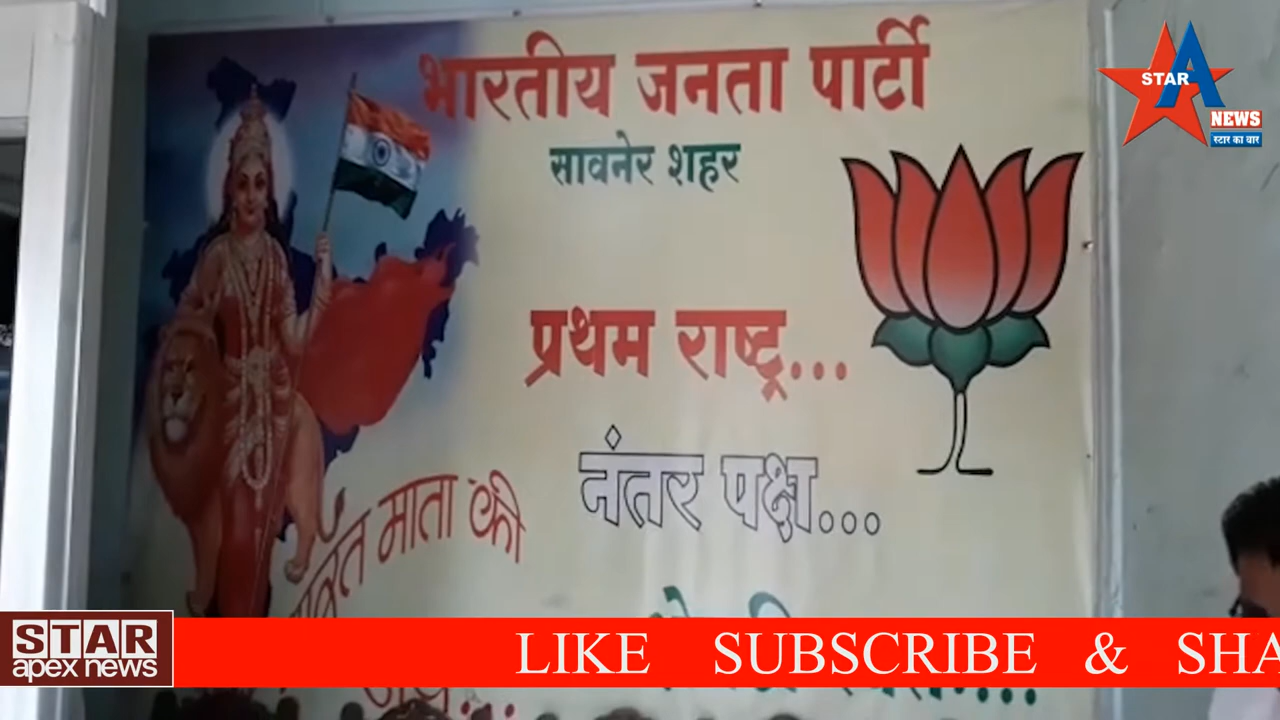 भारतीय जनता पार्टी
सावनेर शहर
प्रथम राष्ट्र...
नंतर पक्ष...
माता की
STAR A
NEWS
स्टार का वार
STAR
apex news
LIKE SUBSCRIBE & SHA